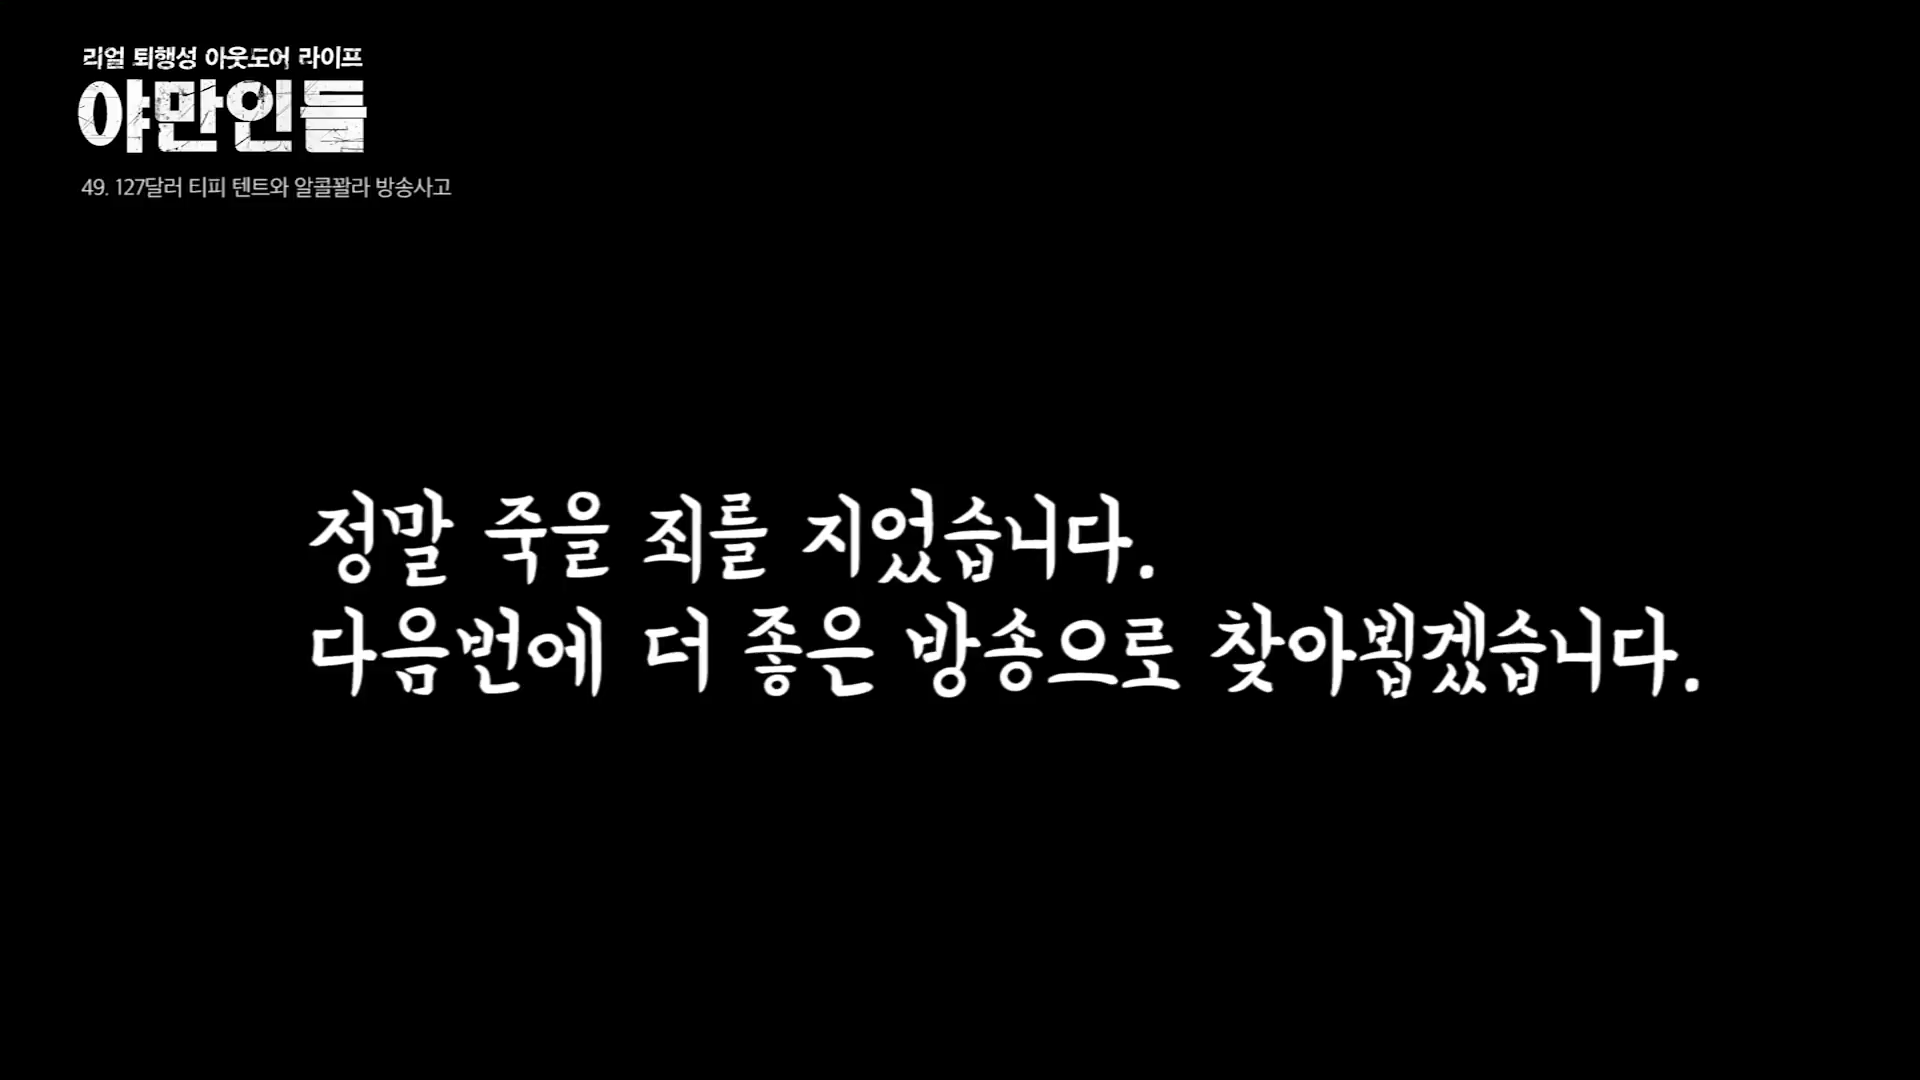 리얼 퇴행성 아웃도어 라이프
야만인들
49. 127달러 티피 텐트와 알콜꽐라 방송사고
정말 죽을 죄를 지었습니다.
다음번에 더 좋은 방송으로 찾아뵙겠습니다.